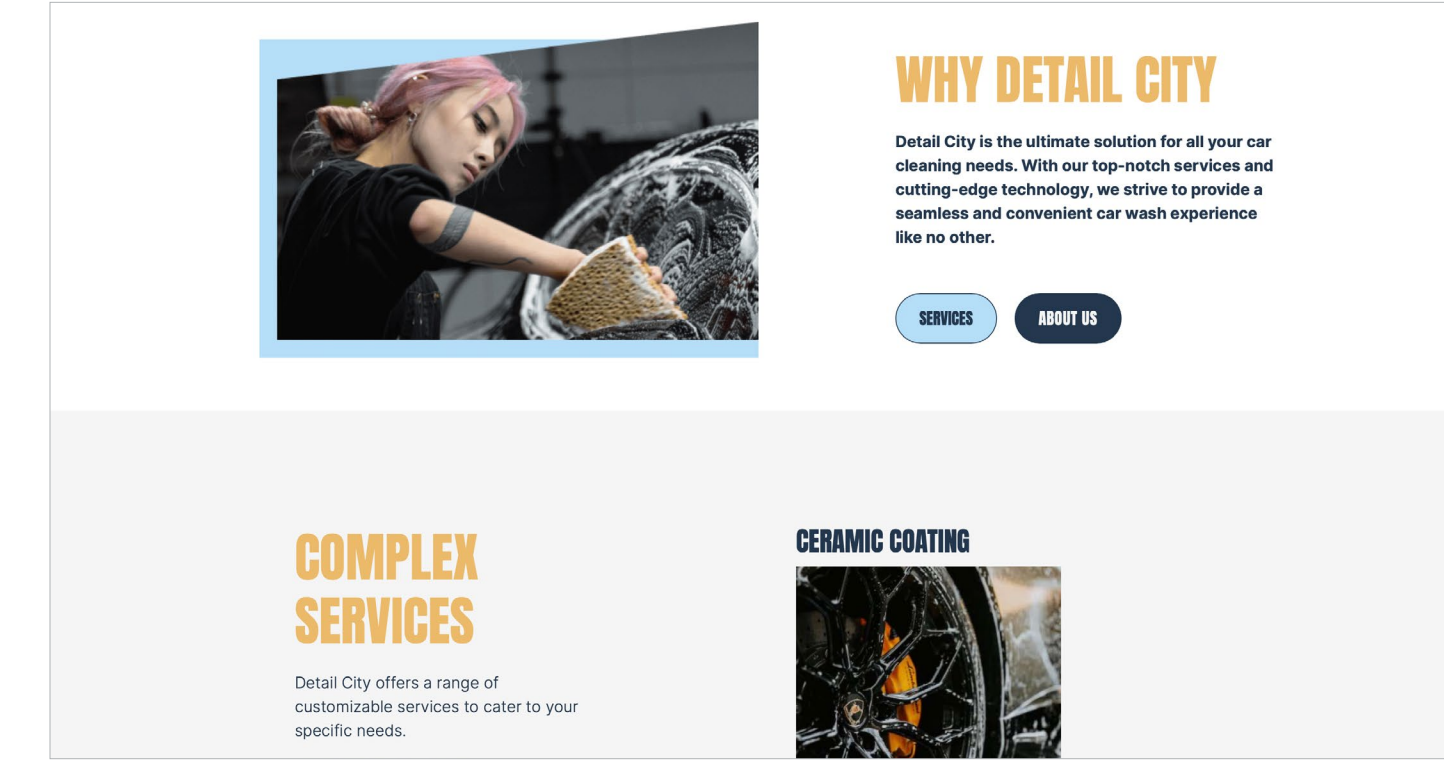 WHY DETAIL CITY
Detail City is the ultimate solution for all your car
cleaning needs. With our top-notch services and
cutting-edge technology, we strive to provide a
seamless and convenient car wash experience
like no other.
SERVICES
ABOUT US
COMPLEX
SERVICES
Detail City offers a range of
customizable services to cater to your
specific needs.
CERAMIC COATING